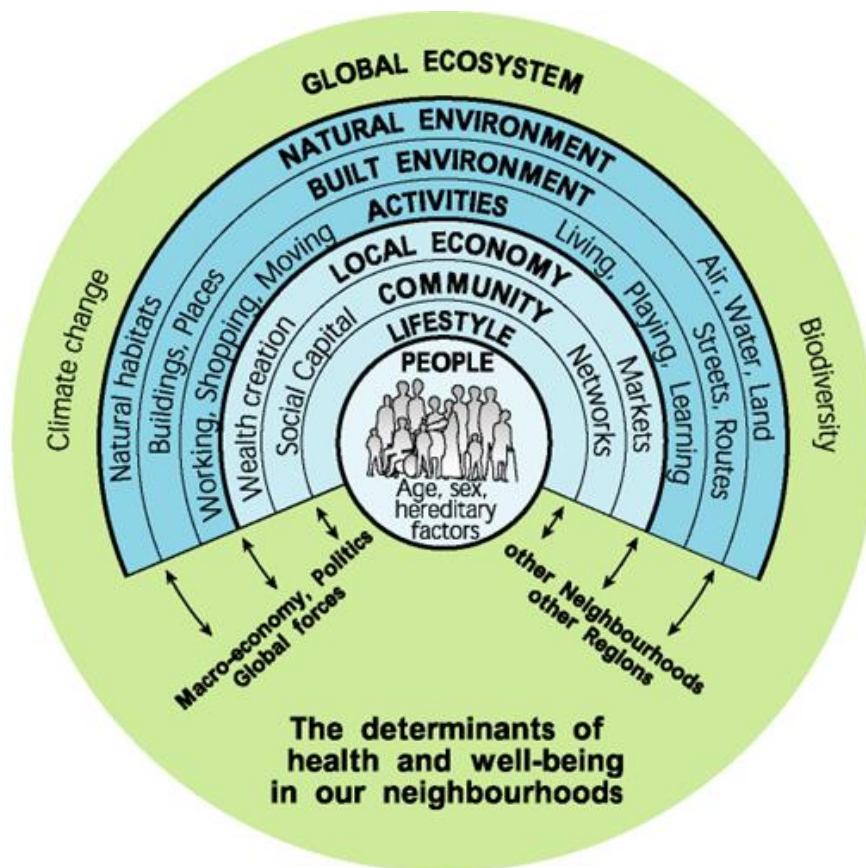 GLOBAL ECOSYSTEM
NATURAL ENVIRONMENT
BUILT ENVIRONMENT
ACTIVITIES
LOCAL ECONOMY
COMMUNITY
LIFESTYLE
PEOPLE
Age, sex,
hereditary
factors
Climate change
Natural habitats
Buildings, Places
Working, Shopping, Moving
Wealth creation
Social Capital
Networks
Markets
Living, Playing, Learning
Streets, Routes
Air, Water, Land
Biodiversity
Macro-economy, Politics
Global forces
other Neighbourhoods
other Regions
The determinants of
health and well-being
in our neighbourhoods